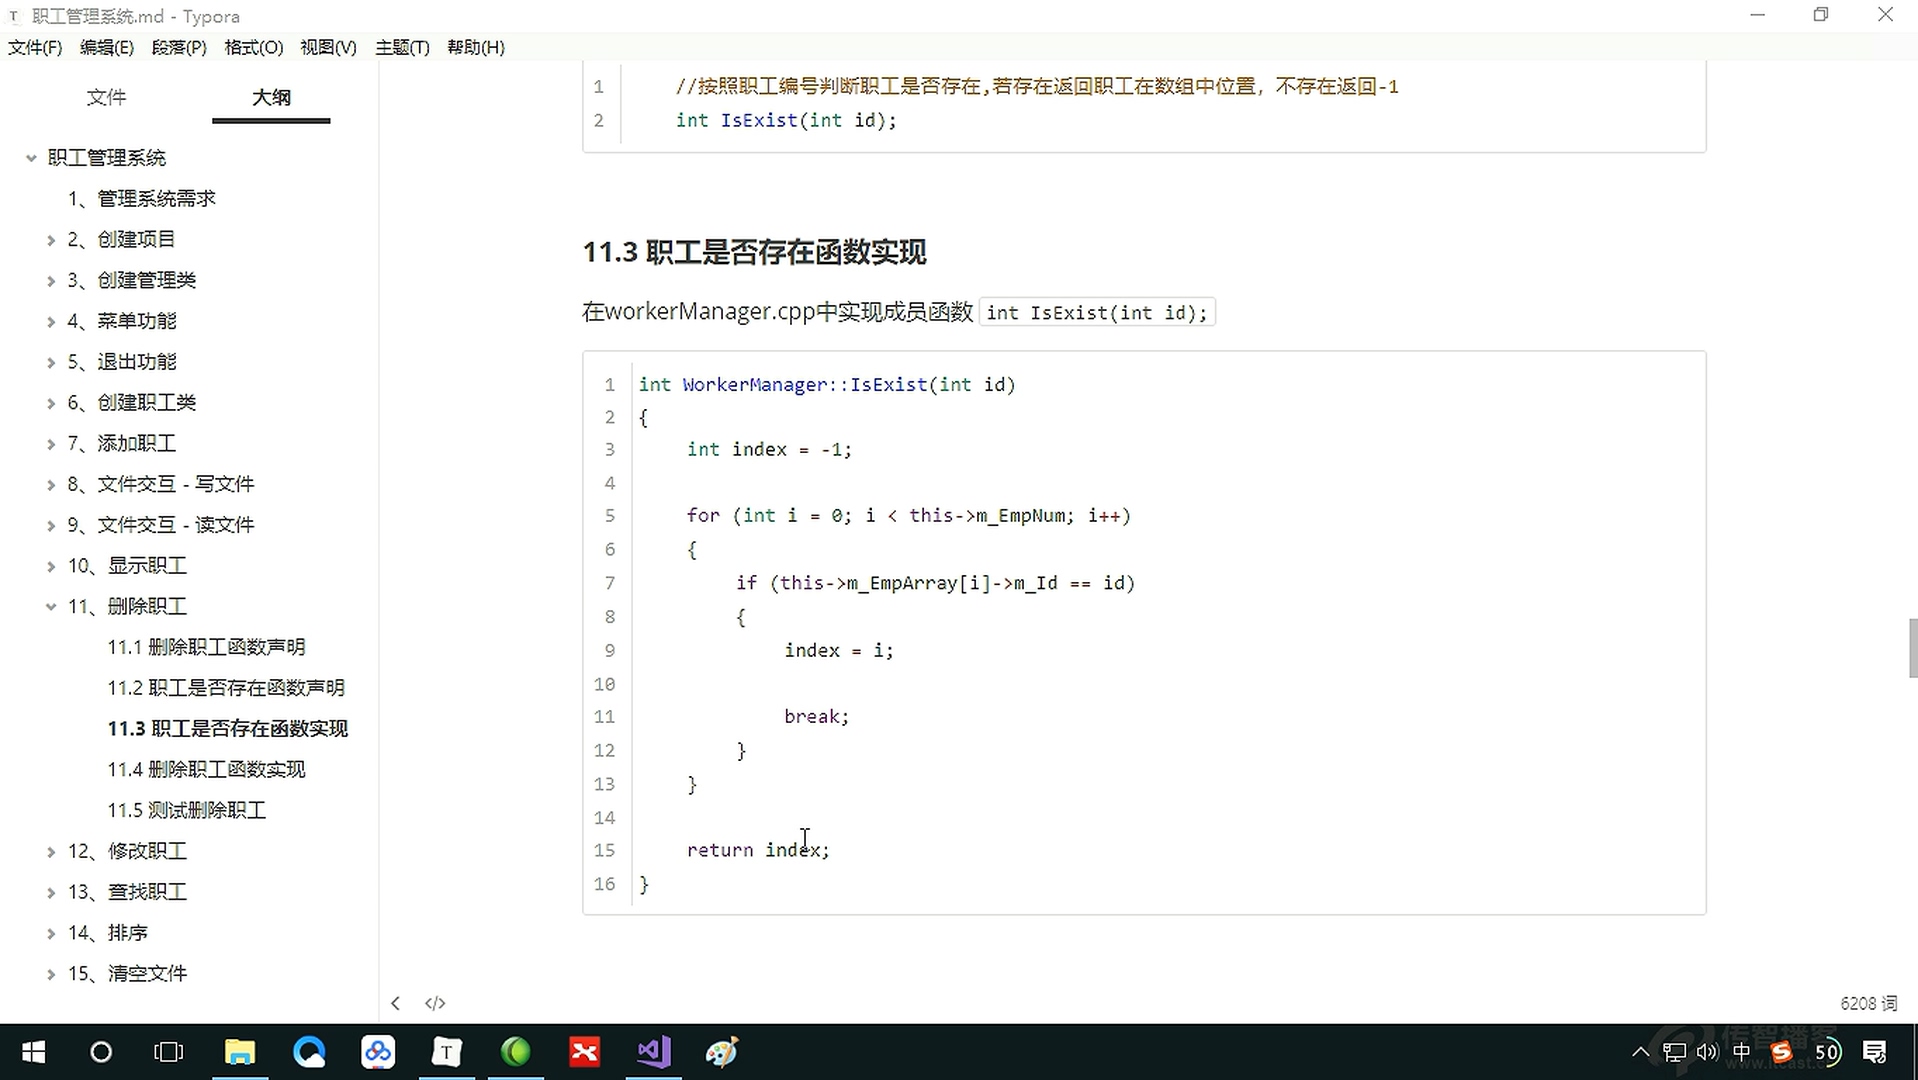 职工管理系统.md - Typora
文件(F) 编辑(E) 段落(P) 格式(O) 视图(V) 主题(T) 帮助(H)
文件 大纲
职工管理系统
1、管理系统需求
2、创建项目
3、创建管理类
4、菜单功能
5、退出功能
6、创建职工类
7、添加职工
8、文件交互 - 写文件
9、文件交互 - 读文件
10、显示职工
11、删除职工
11.1 删除职工函数声明
11.2 职工是否存在函数声明
11.3 职工是否存在函数实现
11.4 删除职工函数实现
11.5 测试删除职工
12、修改职工
13、查找职工
14、排序
15、清空文件
1 //按照职工编号判断职工是否存在,若存在返回职工在数组中位置，不存在返回-1
2 int IsExist(int id);
11.3 职工是否存在函数实现
在workerManager.cpp中实现成员函数 int IsExist(int id);
1 int WorkerManager::IsExist(int id)
2 {
3 int index = -1;
4
5 for (int i = 0; i < this->m_EmpNum; i++)
6 {
7 if (this->m_EmpArray[i]->m_Id == id)
8 {
9 index = i;
10
11 break;
12 }
13 }
14
15 return index;
16 }
6208 词
中 50
传智播客
www.itcast.c